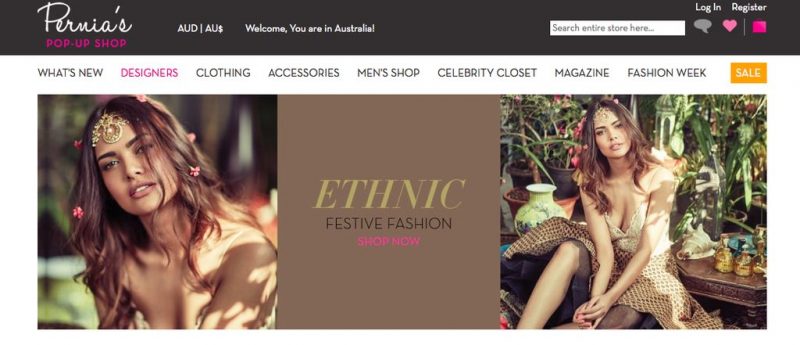 Pernia's
POP-UP SHOP
AUD | AU$
Welcome, You are in Australia!
Log In
Register
Search entire store here...
WHAT'S NEW
DESIGNERS
CLOTHING
ACCESSORIES
MEN'S SHOP
CELEBRITY CLOSET
MAGAZINE
FASHION WEEK
SALE
ETHNIC
FESTIVE FASHION
SHOP NOW